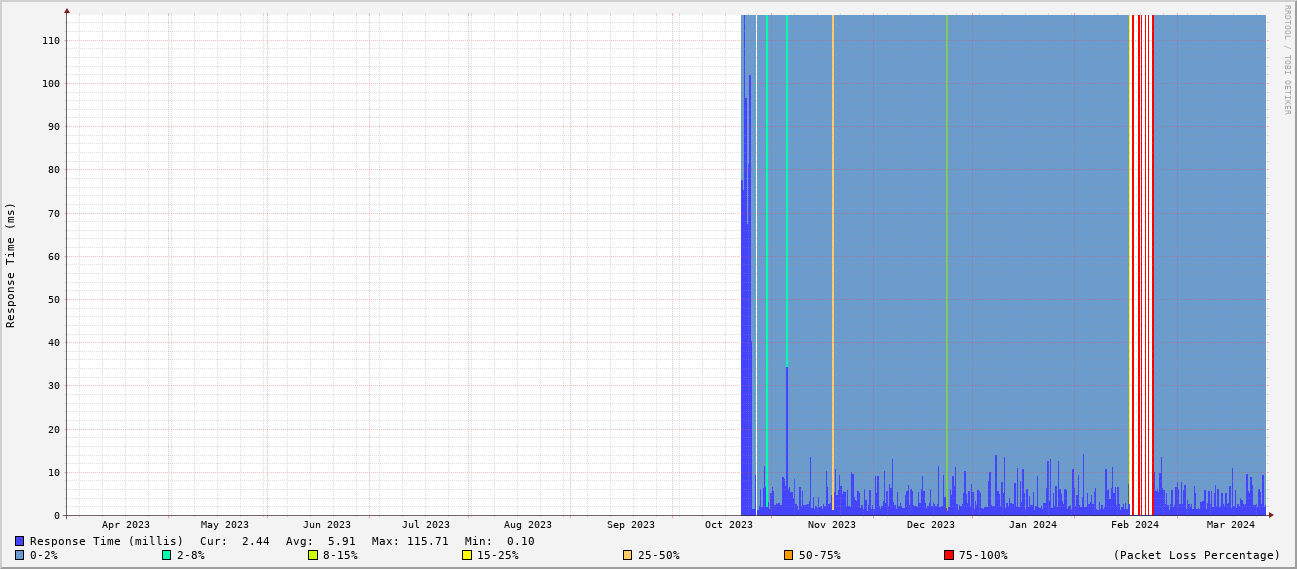 RRDTOOL / TOBI OETIKER
Response Time (ms)
110
100
90
80
70
60
50
40
30
20
10
0
Apr 2023 May 2023 Jun 2023 Jul 2023 Aug 2023 Sep 2023 Oct 2023 Nov 2023 Dec 2023 Jan 2024 Feb 2024 Mar 2024
Response Time (millis) Cur: 2.44 Avg: 5.91 Max: 115.71 Min: 0.10
0-2% 2-8% 8-15% 15-25% 25-50% 50-75% 75-100% (Packet Loss Percentage)